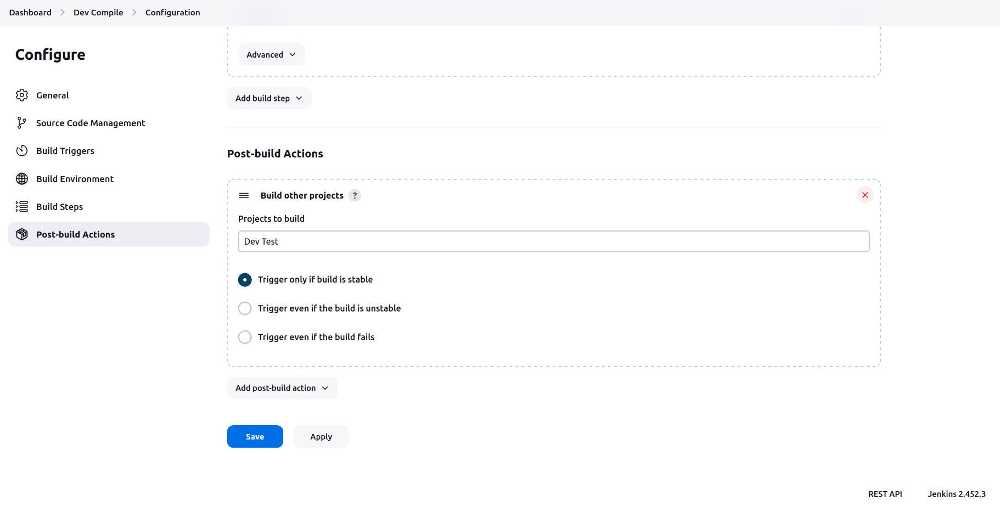 Dashboard > Dev Compile > Configuration
Configure
General
Source Code Management
Build Triggers
Build Environment
Build Steps
Post-build Actions
Advanced
Add build step
Post-build Actions
Build other projects ?
Projects to build
Dev Test
Trigger only if build is stable
Trigger even if the build is unstable
Trigger even if the build fails
Add post-build action
Save Apply
REST API Jenkins 2.452.3